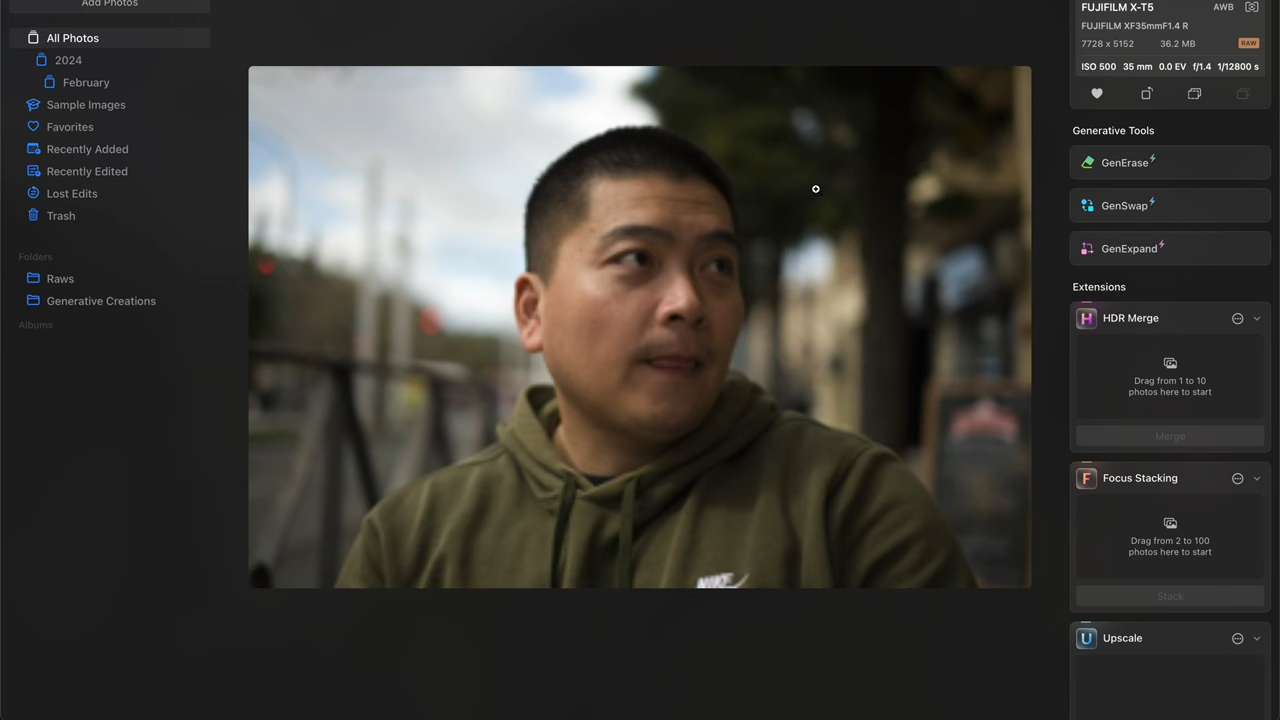 Add Photos
All Photos
2024
February
Sample Images
Favorites
Recently Added
Recently Edited
Lost Edits
Trash
Folders
Raws
Generative Creations
Albums
NIKE
FUJIFILM X-T5 AWB
FUJIFILM XF35mmF1.4 R
7728 x 5152 36.2 MB RAW
ISO 500 35 mm 0.0 EV f/1.4 1/12800 s
Generative Tools
GenErase
GenSwap
GenExpand
Extensions
H HDR Merge
Drag from 1 to 10
photos here to start
Merge
F Focus Stacking
Drag from 2 to 100
photos here to start
Stack
U Upscale